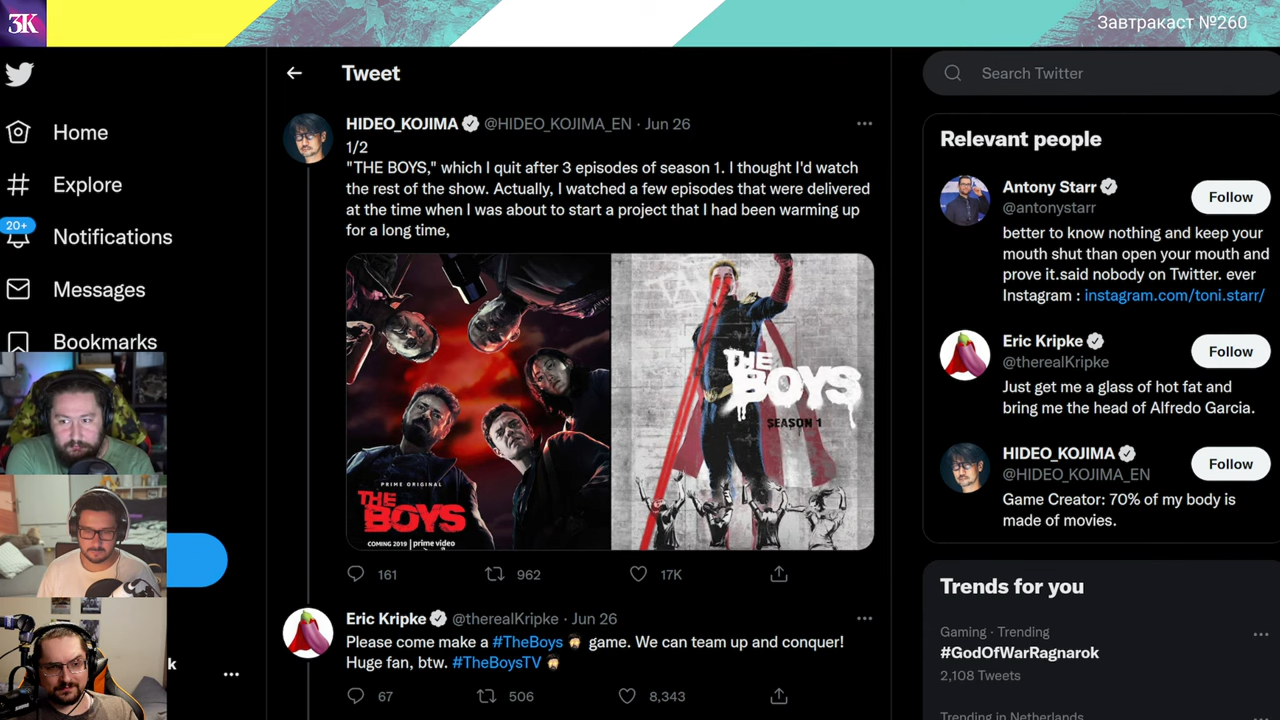 3K
Завтракаст №260
Tweet
Search Twitter
Home
Explore
20+
Notifications
Messages
Bookmarks
k
HIDEO_KOJIMA @HIDEO_KOJIMA_EN · Jun 26
1/2
"THE BOYS," which I quit after 3 episodes of season 1. I thought I'd watch
the rest of the show. Actually, I watched a few episodes that were delivered
at the time when I was about to start a project that I had been warming up
for a long time,
PRIME ORIGINAL
THE
BOYS
COMING 2019 | prime video
THE
BOYS
SEASON 1
161 962 17K
Eric Kripke @therealKripke · Jun 26
Please come make a #TheBoys game. We can team up and conquer!
Huge fan, btw. #TheBoysTV
67 506 8,343
Relevant people
Antony Starr
@antonystarr
Follow
better to know nothing and keep your
mouth shut than open your mouth and
prove it.said nobody on Twitter. ever
Instagram : instagram.com/toni.starr/
Eric Kripke
@therealKripke
Follow
Just get me a glass of hot fat and
bring me the head of Alfredo Garcia.
HIDEO_KOJIMA
@HIDEO_KOJIMA_EN
Follow
Game Creator: 70% of my body is
made of movies.
Trends for you
Gaming · Trending
#GodOfWarRagnarok
2,108 Tweets
Trending in Netherlands